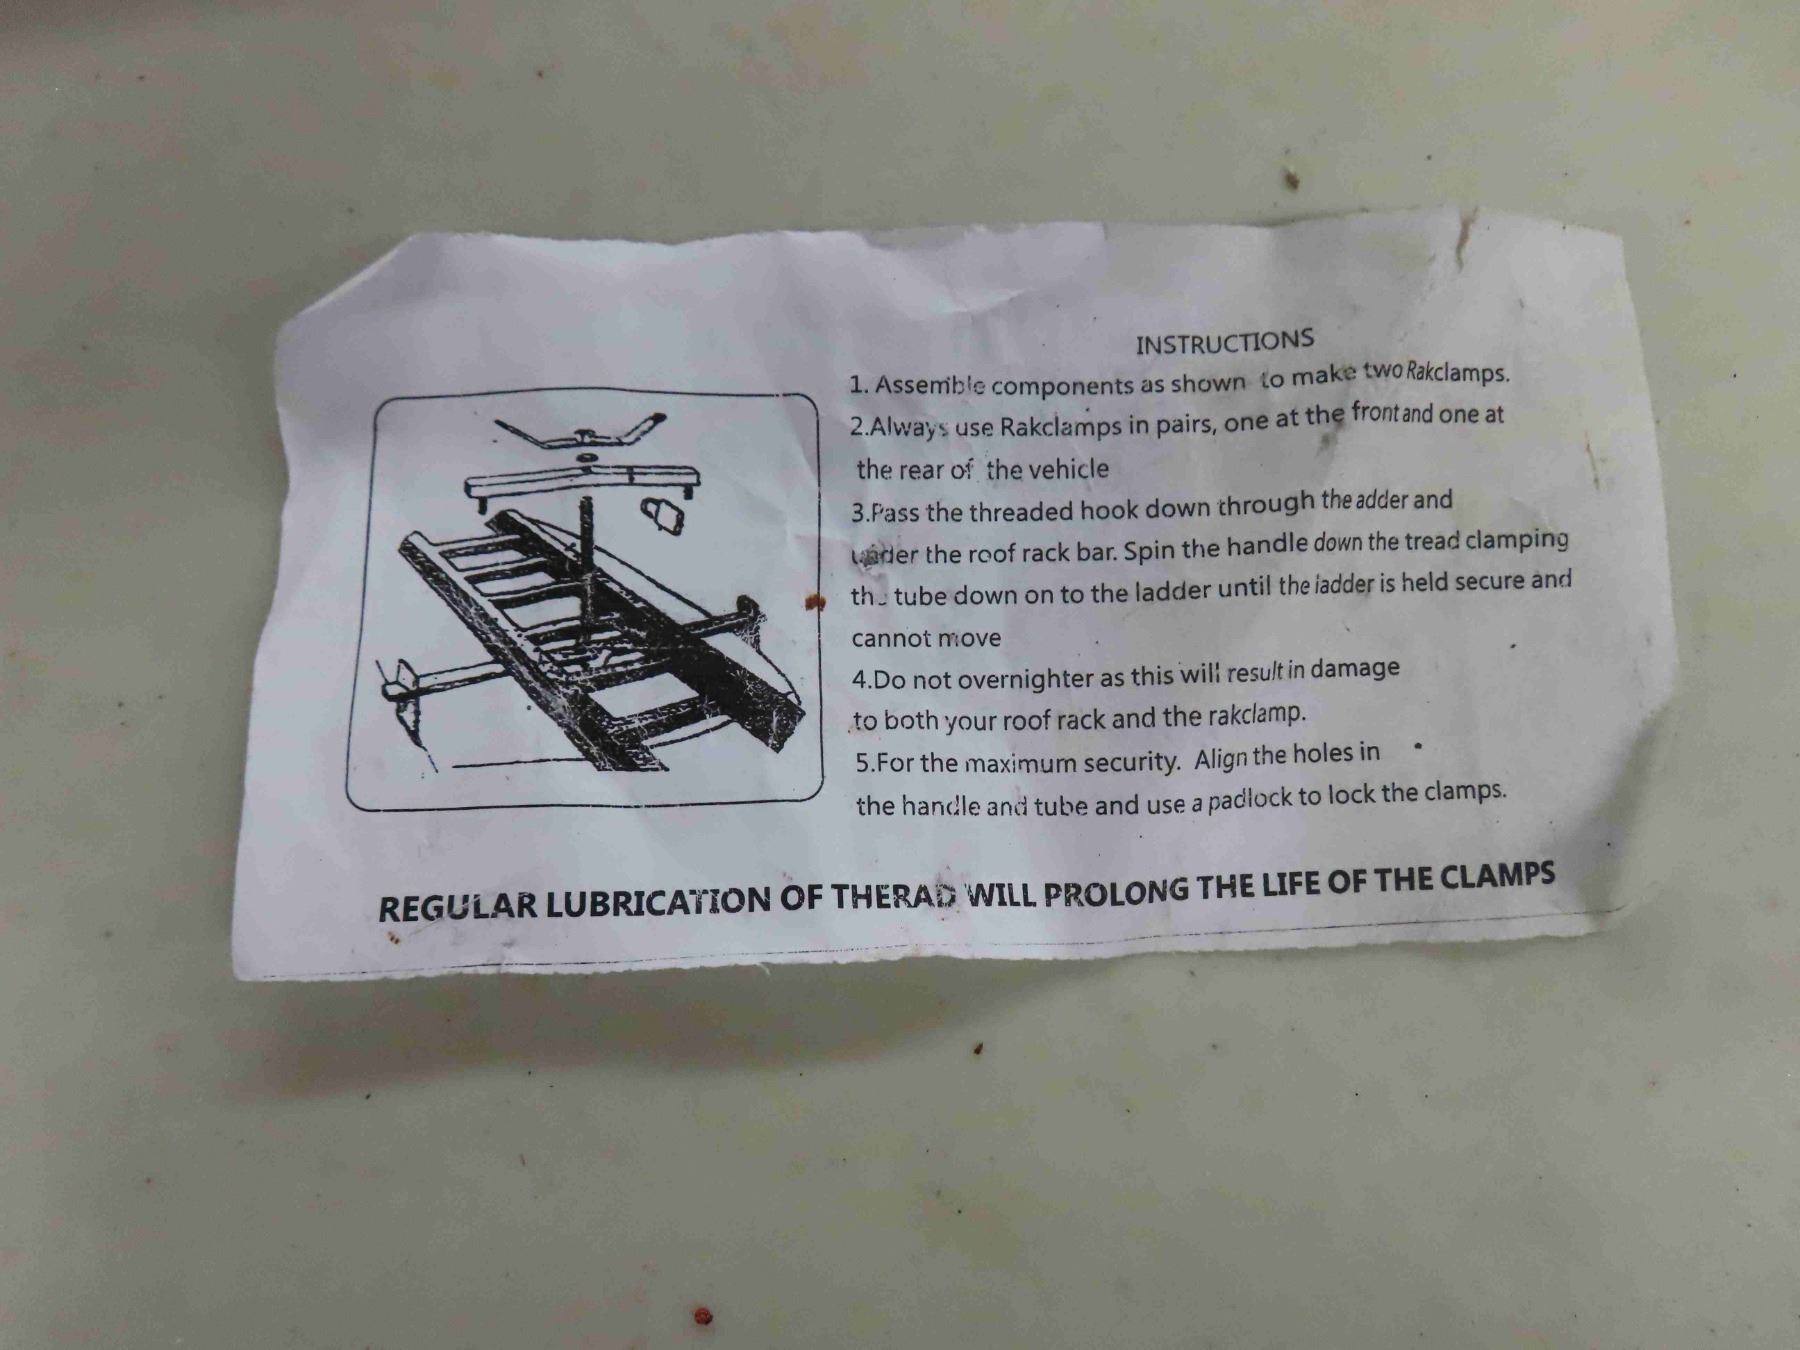 INSTRUCTIONS
1. Assemble components as shown to make two Rakclamps.
2.Always use Rakclamps in pairs, one at the front and one at
the rear of the vehicle
3.Pass the threaded hook down through the adder and
under the roof rack bar. Spin the handle down the tread clamping
the tube down on to the ladder until the ladder is held secure and
cannot move
4.Do not overnighter as this will result in damage
to both your roof rack and the rakclamp.
5.For the maximum security. Align the holes in
the handle and tube and use a padlock to lock the clamps.
REGULAR LUBRICATION OF THERAD WILL PROLONG THE LIFE OF THE CLAMPS